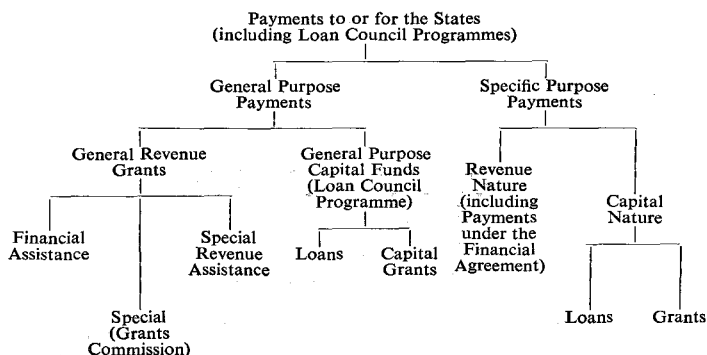 Payments to or for the States
(including Loan Council Programmes)
General Purpose
Payments
Specific Purpose
Payments
General Revenue
Grants
General Purpose
Capital Funds
(Loan Council
Programme)
Revenue
Nature
(including
Payments
under the
Financial
Agreement)
Capital
Nature
Financial
Assistance
Special
Revenue
Assistance
Loans
Capital
Grants
Special
(Grants
Commission)
Loans
Grants